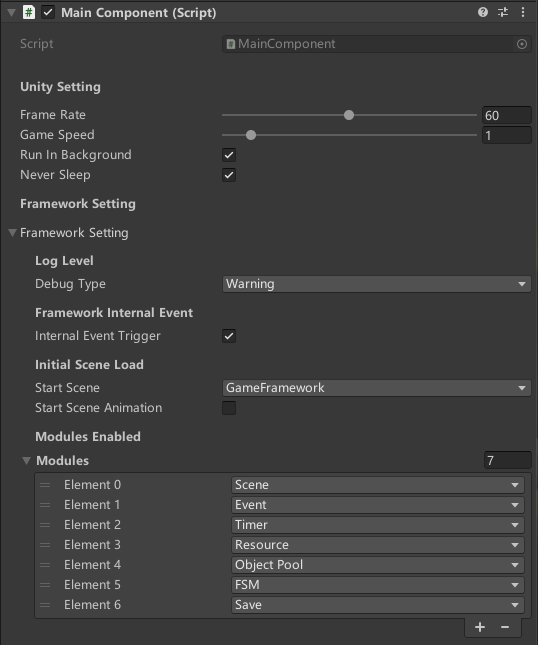 Main Component (Script)
Script MainComponent
Unity Setting
Frame Rate 60
Game Speed 1
Run In Background
Never Sleep
Framework Setting
Framework Setting
Log Level
Debug Type Warning
Framework Internal Event
Internal Event Trigger
Initial Scene Load
Start Scene GameFramework
Start Scene Animation
Modules Enabled
Modules 7
Element 0 Scene
Element 1 Event
Element 2 Timer
Element 3 Resource
Element 4 Object Pool
Element 5 FSM
Element 6 Save